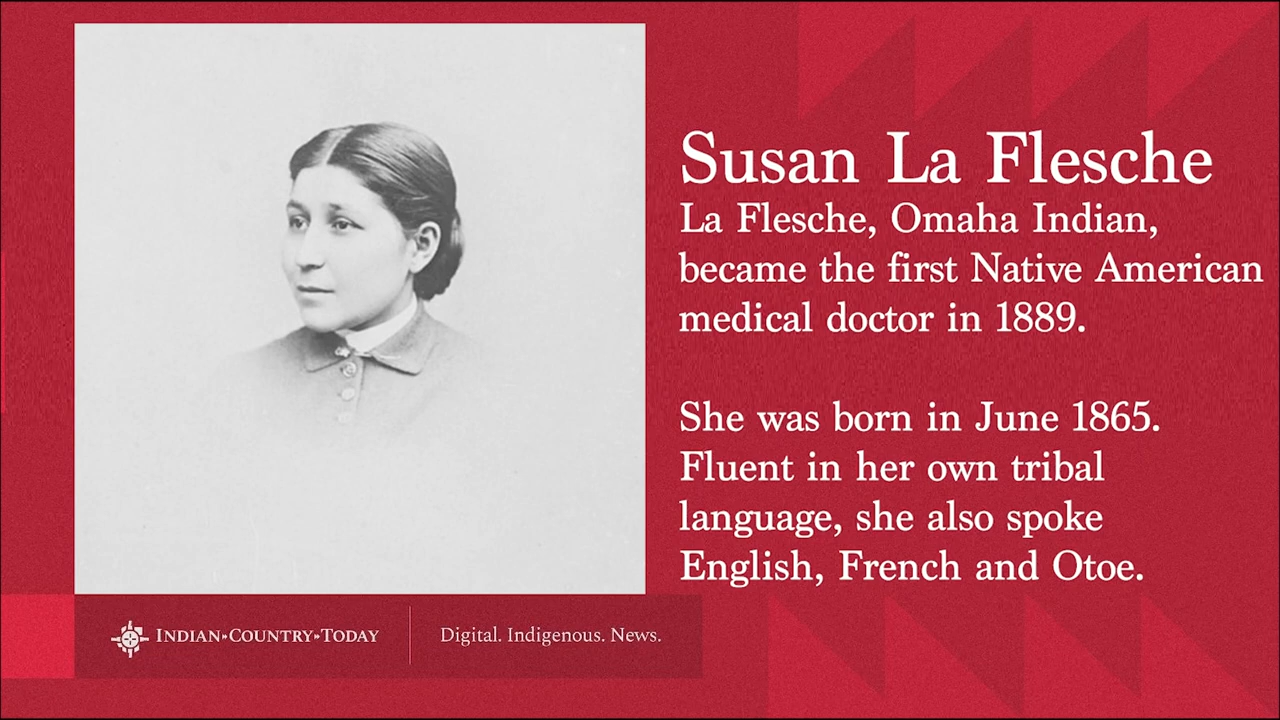 Susan La Flesche
La Flesche, Omaha Indian,
became the first Native American
medical doctor in 1889.
She was born in June 1865.
Fluent in her own tribal
language, she also spoke
English, French and Otoe.
INDIAN»COUNTRY»TODAY
Digital. Indigenous. News.